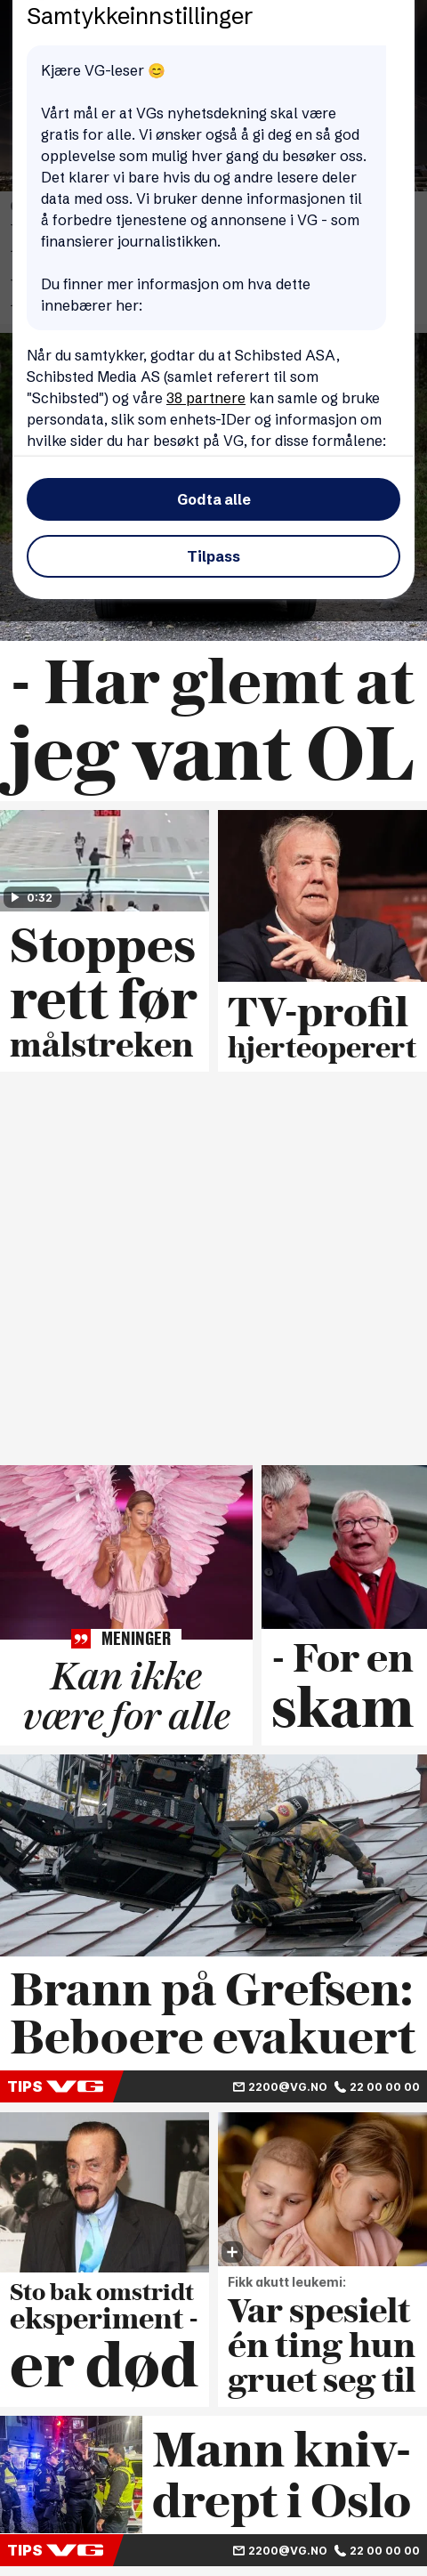 Samtykkeinnstillinger
Kjære VG-leser 😊
Vårt mål er at VGs nyhetsdekning skal være
gratis for alle. Vi ønsker også å gi deg en så god
opplevelse som mulig hver gang du besøker oss.
Det klarer vi bare hvis du og andre lesere deler
data med oss. Vi bruker denne informasjonen til
å forbedre tjenestene og annonsene i VG - som
finansierer journalistikken.
Du finner mer informasjon om hva dette
innebærer her:
Når du samtykker, godtar du at Schibsted ASA,
Schibsted Media AS (samlet referert til som
"Schibsted") og våre 38 partnere kan samle og bruke
persondata, slik som enhets-IDer og informasjon om
hvilke sider du har besøkt på VG, for disse formålene:
Godta alle
Tilpass
- Har glemt at
jeg vant OL
0:32
Stoppes
rett før
målstreken
TV-profil
hjerteoperert
MENINGER
Kan ikke
være for alle
- For en
skam
Brann på Grefsen:
Beboere evakuert
TIPS VG 2200@VG.NO 22 00 00 00
Sto bak omstridt
eksperiment -
er død
Fikk akutt leukemi:
Var spesielt
én ting hun
gruet seg til
Mann kniv-
drept i Oslo
TIPS VG 2200@VG.NO 22 00 00 00